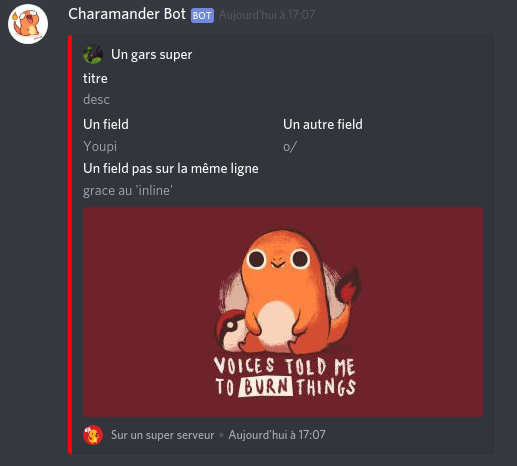 Charamander Bot BOT Aujourd'hui à 17:07
Un gars super
titre
desc
Un field Un autre field
Youpi o/
Un field pas sur la même ligne
grace au 'inline'
VOICES TOLD ME
TO BURN THINGS
Sur un super serveur • Aujourd'hui à 17:07